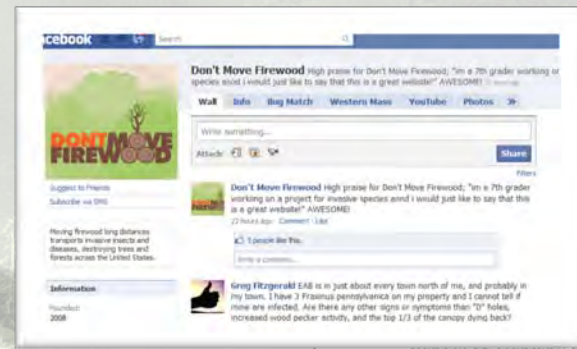 cebook
Search
Don't Move Firewood High praise for Don't Move Firewood; "im a 7th grader working on
species annd i would just like to say that this is a great website!" AWESOME!
Wall Info Bug Match Western Mass YouTube Photos
DONT MOVE
FIREWOOD
Write something...
Attach:
Share
Filters
Suggest to Friends
Subscribe via SMS
Don't Move Firewood High praise for Don't Move Firewood; "im a 7th grader
working on a project for invasive species annd i would just like to say that this
is a great website!" AWESOME!
22 hours ago · Comment · Like
people like this.
Write a comment...
Moving firewood long distances
transports invasive insects and
diseases, destroying trees and
forests across the United States.
Information
Founded:
2008
Greg Fitzgerald EAB is in just about every town north of me, and probably in
my town. I have 3 Fraxinus pennsylvanica on my property and I cannot tell if
mine are infected. Are there any other signs or symptoms than "D" holes,
increased wood pecker activity, and the top 1/3 of the canopy dying back?